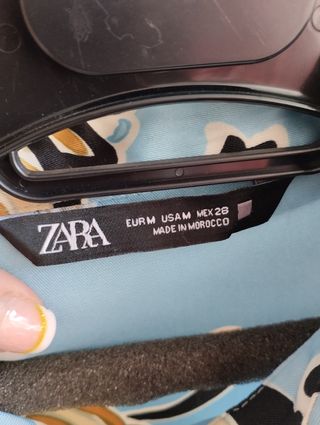 ZARA
EUR M USA M MEX 28
MADE IN MOROCCO